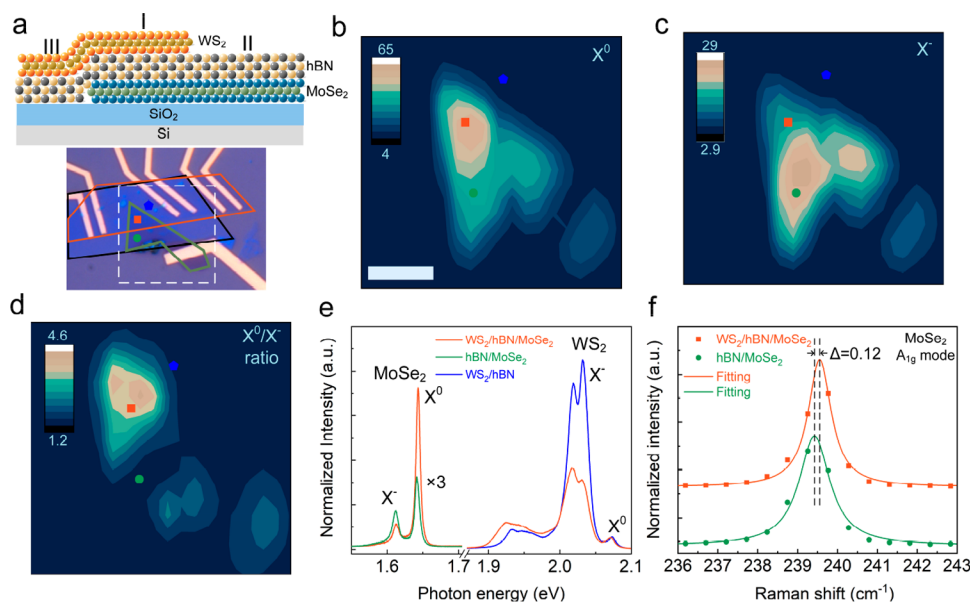 a
I
III
II
WS₂
hBN
MoSe₂
SiO₂
Si
b
65
X⁰
4
c
29
X⁻
2.9
d
4.6
X⁰/X⁻
ratio
1.2
e
Normalized Intensity (a.u.)
WS₂/hBN/MoSe₂
hBN/MoSe₂
WS₂/hBN
MoSe₂
X⁰
×3
X⁻
WS₂
X⁻
X⁰
1.6 1.7 1.9 2.0 2.1
Photon energy (eV)
f
Normalized intensity (a.u.)
WS₂/hBN/MoSe₂
hBN/MoSe₂
Fitting
Fitting
MoSe₂
A₁g mode
Δ=0.12
236 237 238 239 240 241 242 243
Raman shift (cm⁻¹)